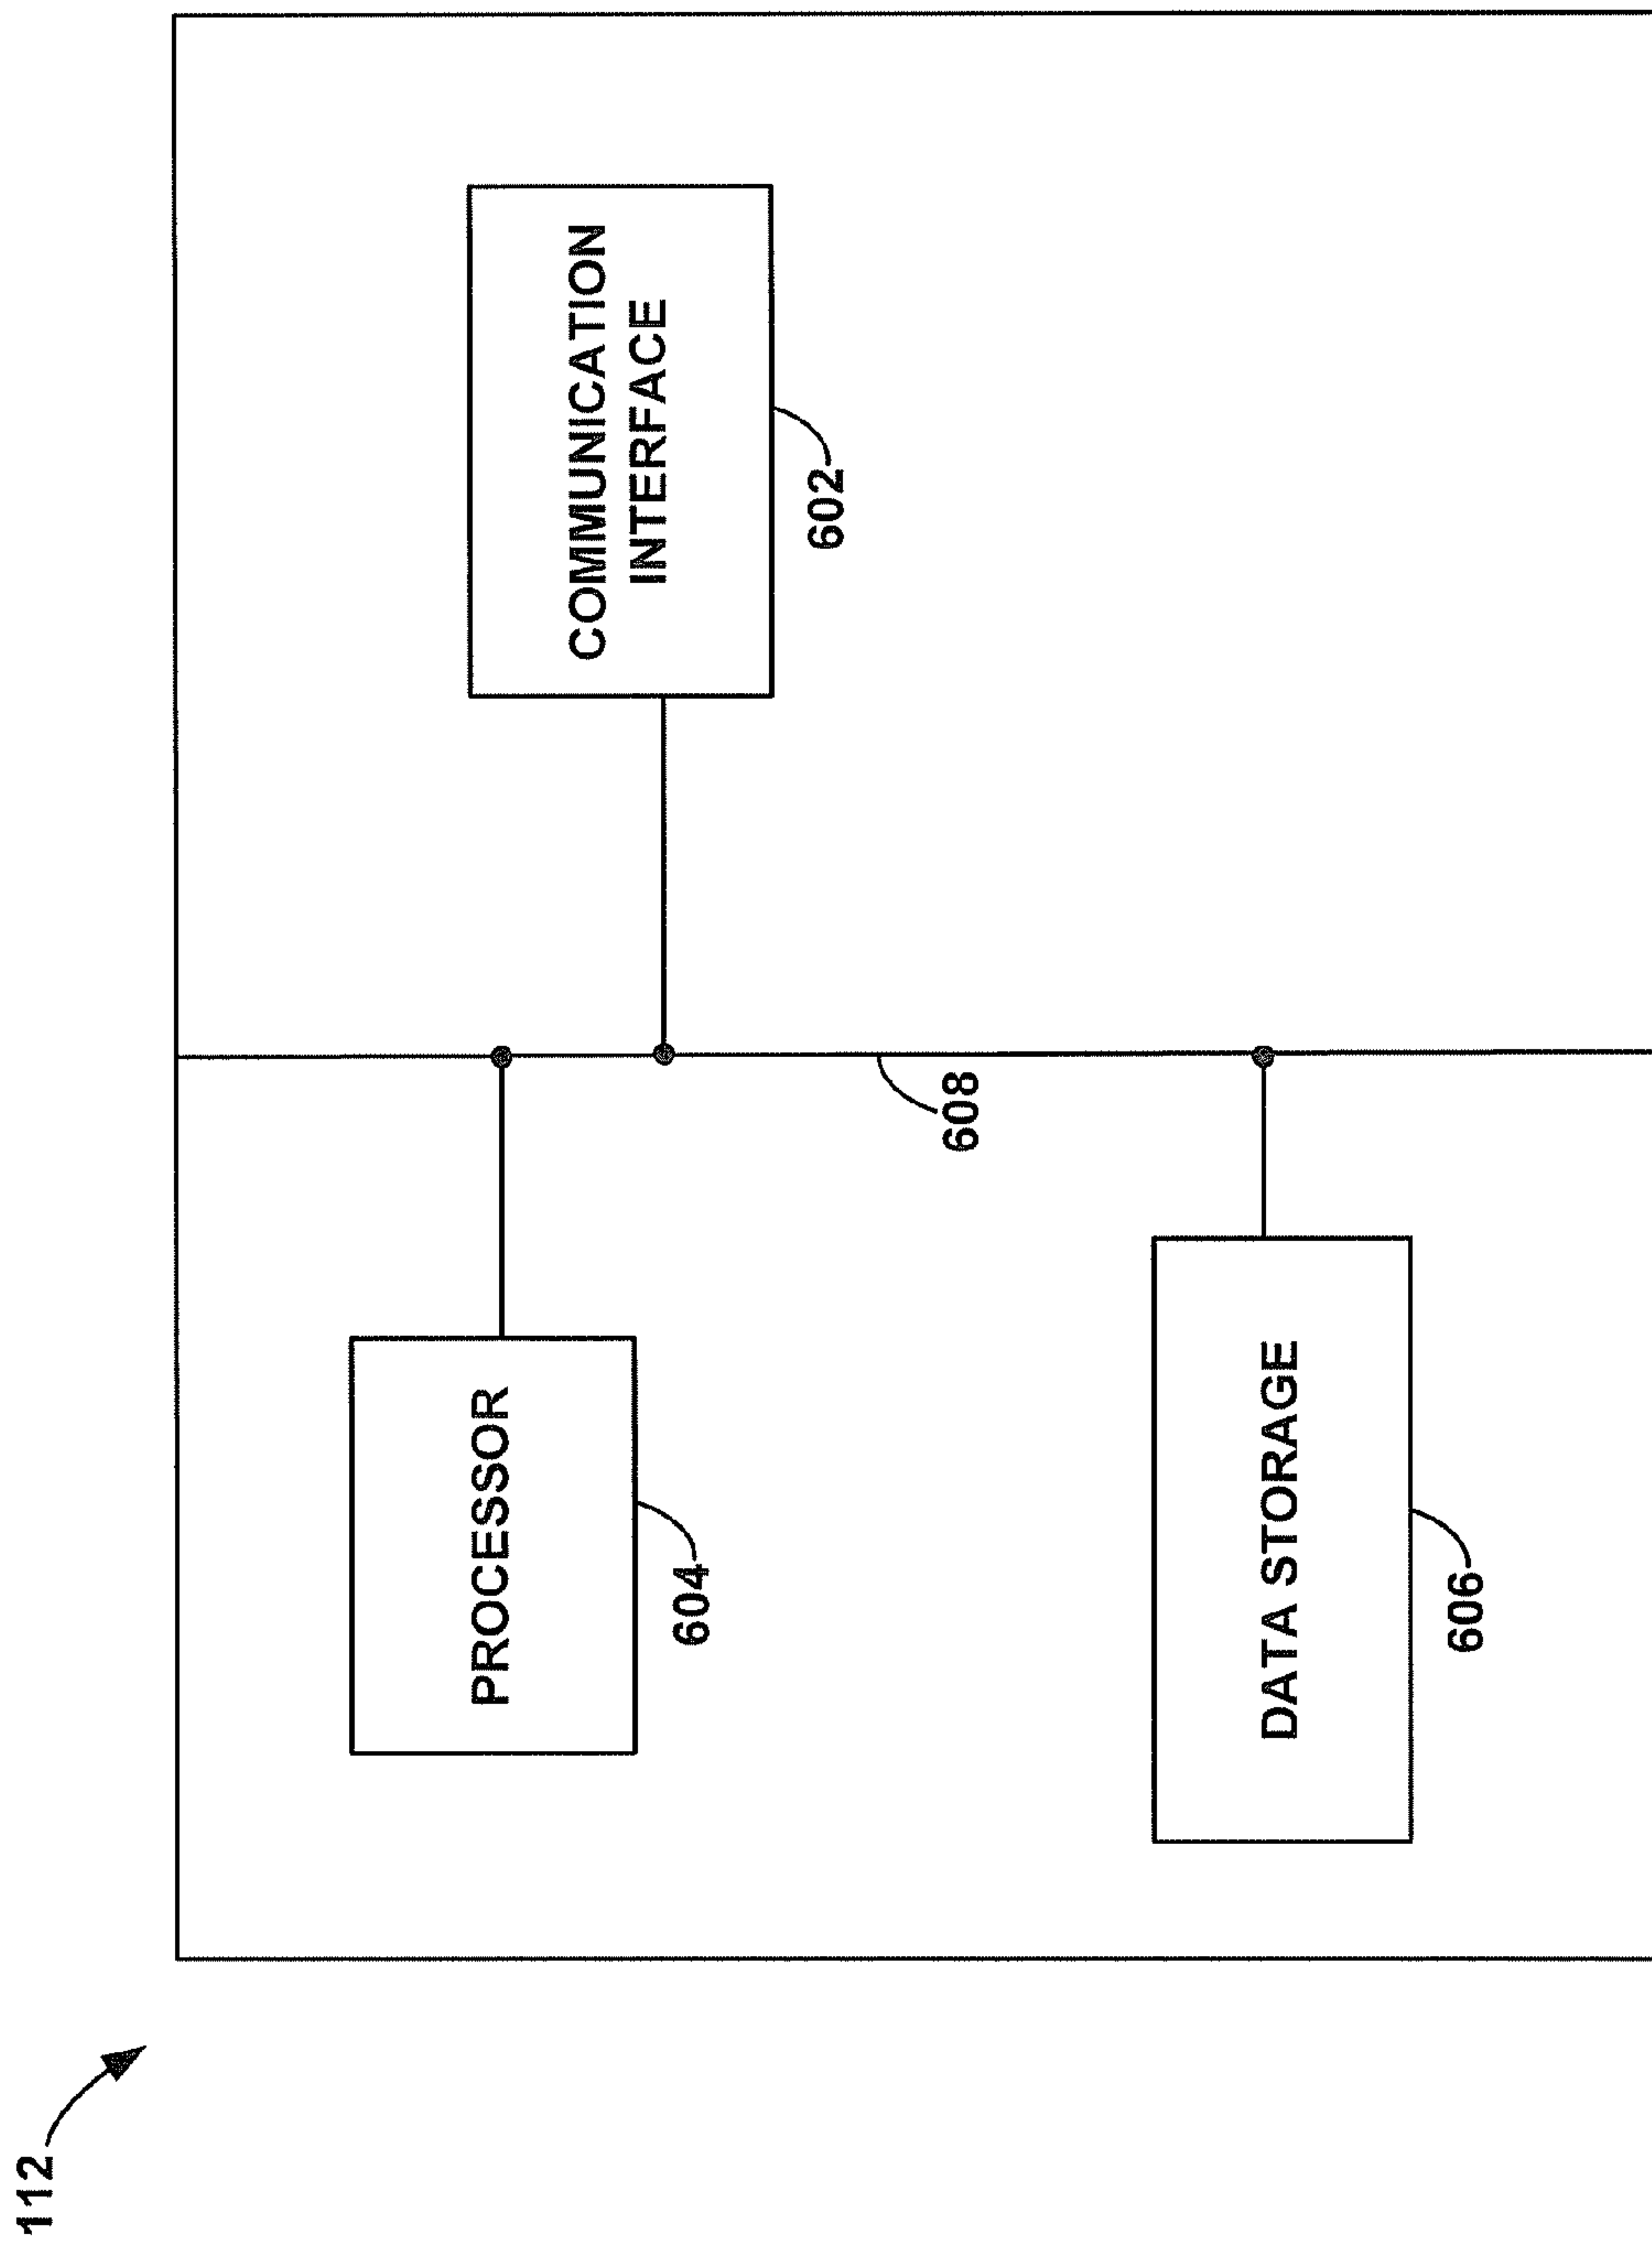 112
PROCESSOR
604
COMMUNICATION
INTERFACE
602
608
DATA STORAGE
606